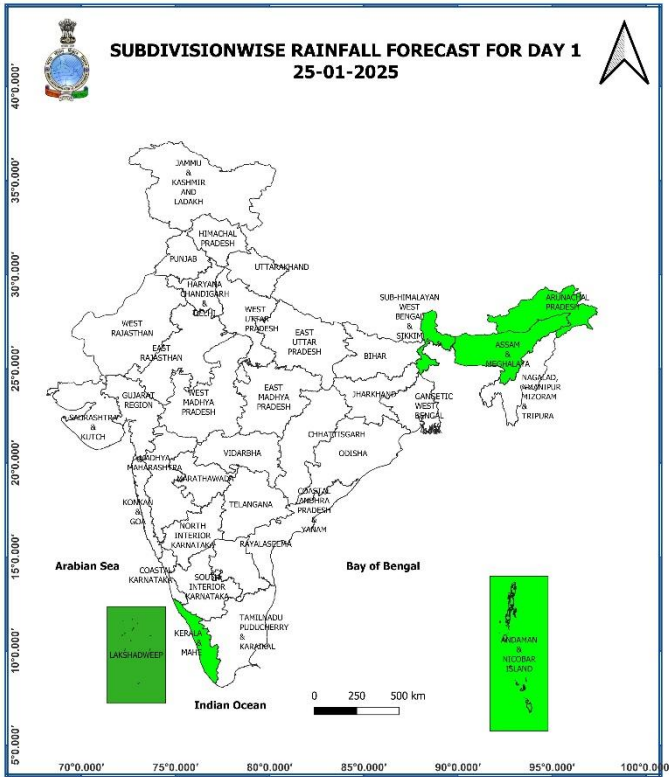 SUBDIVISIONWISE RAINFALL FORECAST FOR DAY 1
25-01-2025
40°0.000'
35°0.000'
30°0.000'
25°0.000'
20°0.000'
15°0.000'
10°0.000'
5°0.000'
JAMMU
&
KASHMIR
AND
LADAKH
HIMACHAL
PRADESH
PUNJAB
UTTARAKHAND
HARYANA
CHANDIGARH
&
DELHI
WEST
UTTAR
PRADESH
EAST
UTTAR
PRADESH
SUB-HIMALAYAN
WEST
BENGAL
&
SIKKIM
ARUNACHAL
PRADESH
ASSAM
&
MEGHALAYA
WEST
RAJASTHAN
EAST
RAJASTHAN
BIHAR
NAGALAD,
MANIPUR
MIZORAM
&
TRIPURA
GUJARAT
REGION
WEST
MADHYA
PRADESH
EAST
MADHYA
PRADESH
JHARKHAND
GANGETIC
WEST
BENGAL
SAURASHTRA
&
KUTCH
CHHATTISGARH
ODISHA
VIDARBHA
MADHYA
MAHARASHTRA
MARATHAWADA
KONKAN
&
GOA
TELANGANA
COASTAL
ANDHRA
PRADESH
&
YANAM
NORTH
INTERIOR
KARNATAKA
RAYALASEEMA
COASTAL
KARNATAKA
SOUTH
INTERIOR
KARNATAKA
Arabian Sea
Bay of Bengal
TAMILNADU
PUDUCHERRY
&
KARAIKAL
KERALA
&
MAHE
LAKSHADWEEP
ANDAMAN
&
NICOBAR
ISLAND
Indian Ocean
0 250 500 km
70°0.000' 75°0.000' 80°0.000' 85°0.000' 90°0.000' 95°0.000' 100°0.000'